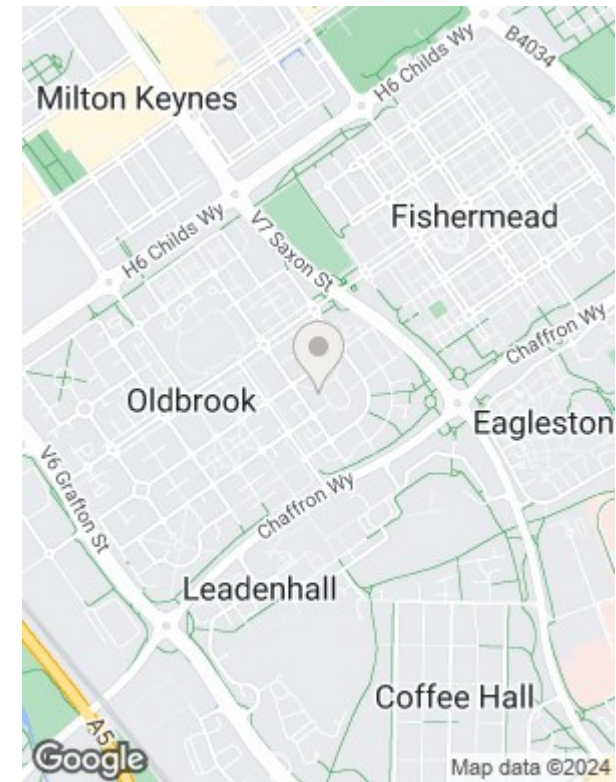 B4034
H6 Childs Wy
Milton Keynes
Fishermead
V7 Saxon St
H6 Childs Wy
Chaffron Wy
Oldbrook
Eagleston
V6 Grafton St
Chaffron Wy
Leadenhall
Coffee Hall
A5
Google
Map data ©2024